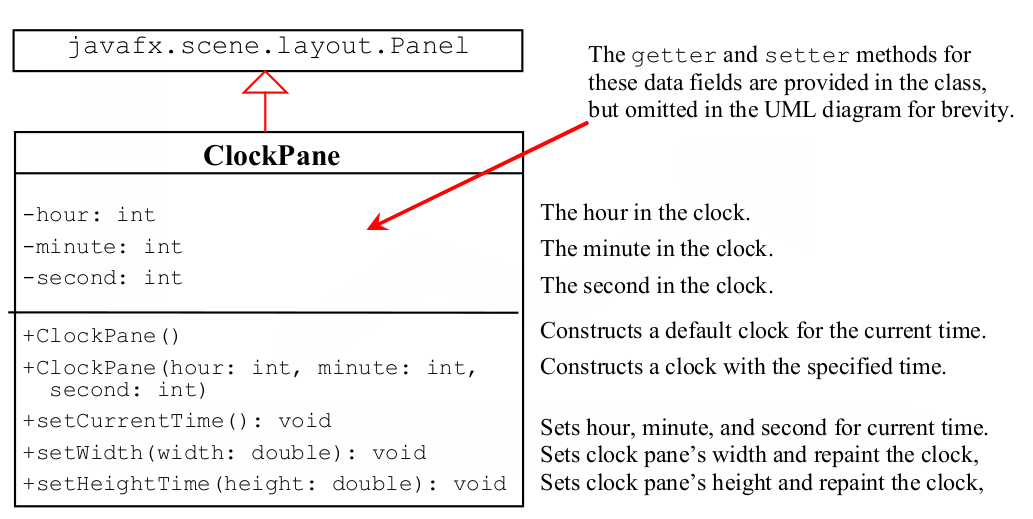 javafx.scene.layout.Panel
The getter and setter methods for
these data fields are provided in the class,
but omitted in the UML diagram for brevity.
ClockPane
-hour: int
The hour in the clock.
-minute: int
The minute in the clock.
-second: int
The second in the clock.
+ClockPane()
Constructs a default clock for the current time.
+ClockPane(hour: int, minute: int,
second: int)
Constructs a clock with the specified time.
+setCurrentTime(): void
Sets hour, minute, and second for current time.
+setWidth(width: double): void
Sets clock pane’s width and repaint the clock,
+setHeightTime(height: double): void
Sets clock pane’s height and repaint the clock,